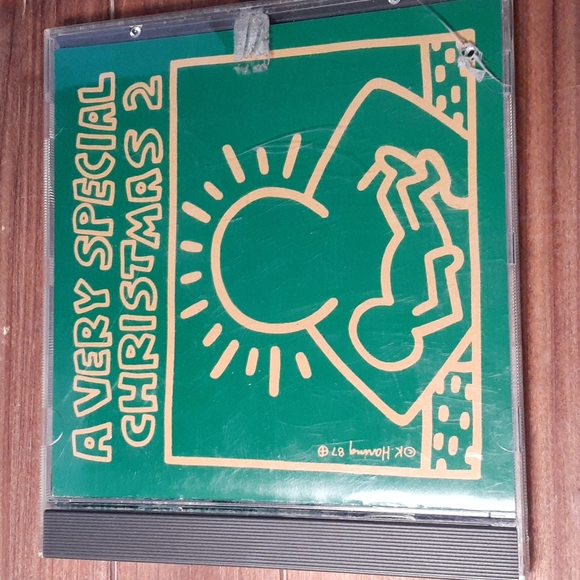 A VERY SPECIAL
CHRISTMAS 2
©K Haring 87